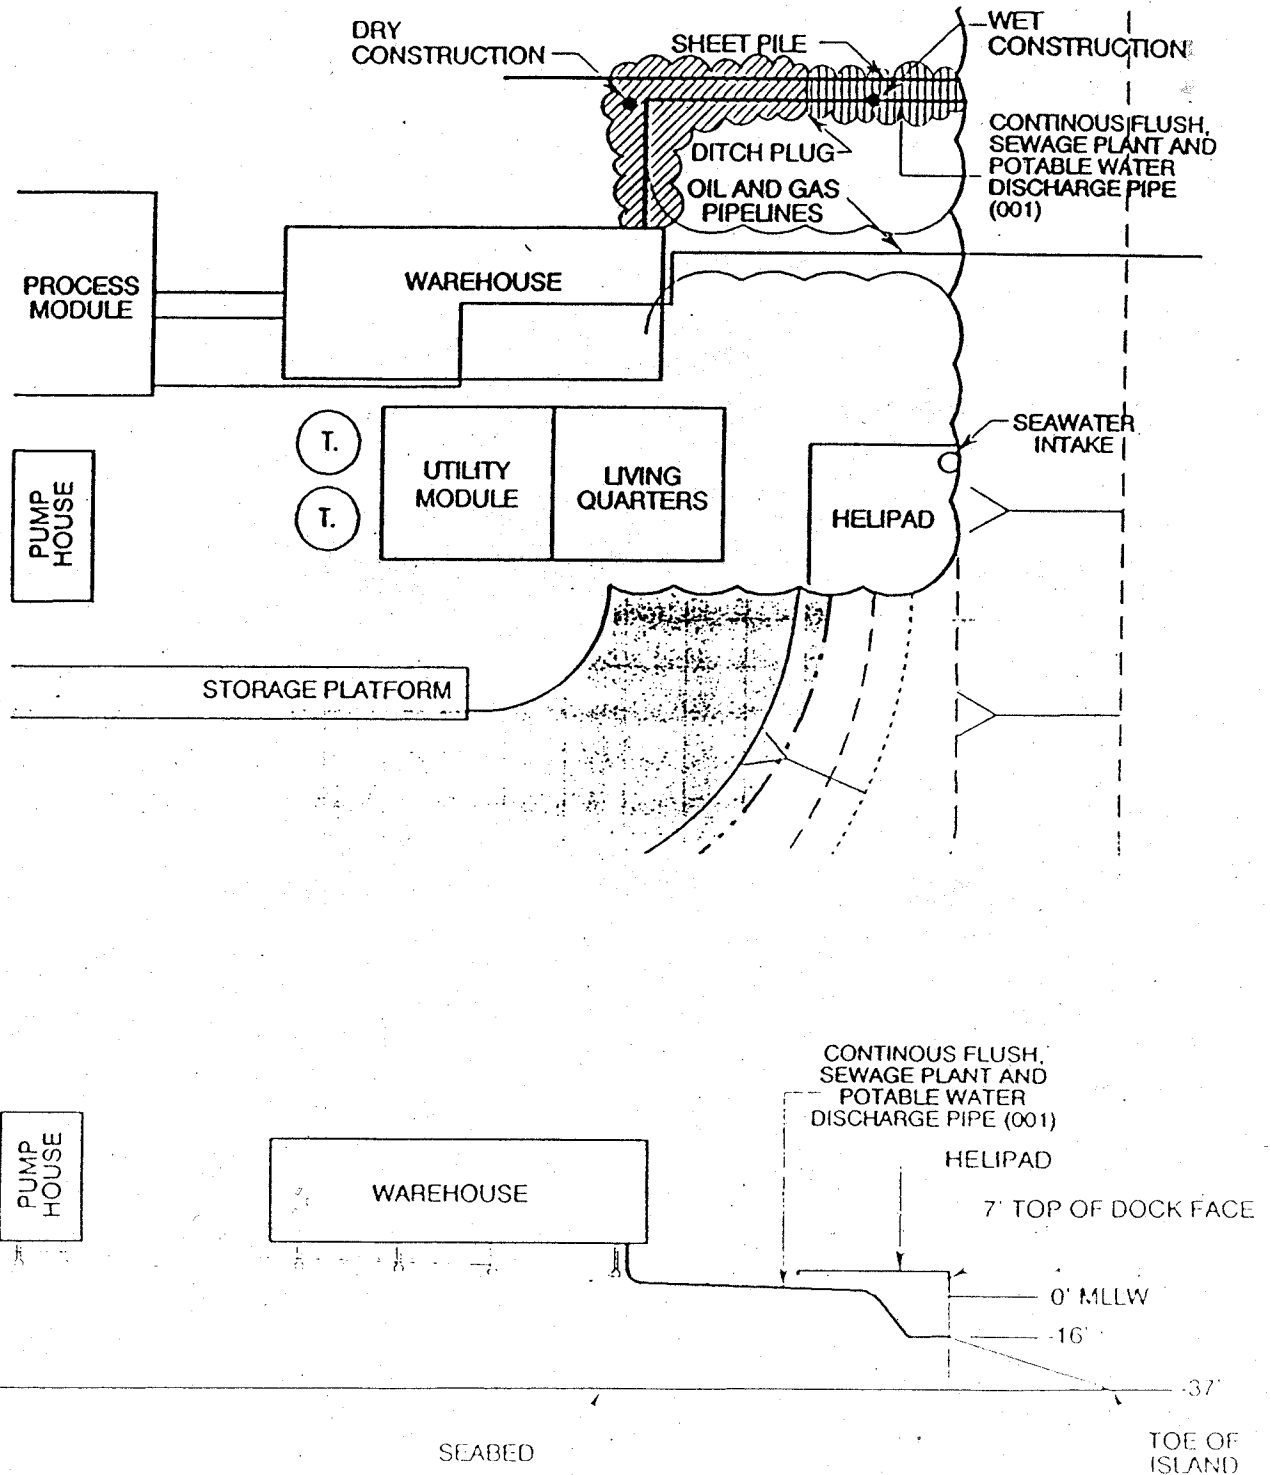 DRY
CONSTRUCTION
SHEET PILE
WET
CONSTRUCTION
CONTINOUS FLUSH,
SEWAGE PLANT AND
POTABLE WATER
DISCHARGE PIPE
(001)
DITCH PLUG
OIL AND GAS
PIPELINES
PROCESS
MODULE
WAREHOUSE
SEAWATER
INTAKE
T.
T.
UTILITY
MODULE
LIVING
QUARTERS
HELIPAD
PUMP
HOUSE
STORAGE PLATFORM
CONTINOUS FLUSH,
SEWAGE PLANT AND
POTABLE WATER
DISCHARGE PIPE (001)
HELIPAD
PUMP
HOUSE
WAREHOUSE
7' TOP OF DOCK FACE
0' MLLW
-16'
-37'
SEABED
TOE OF
ISLAND